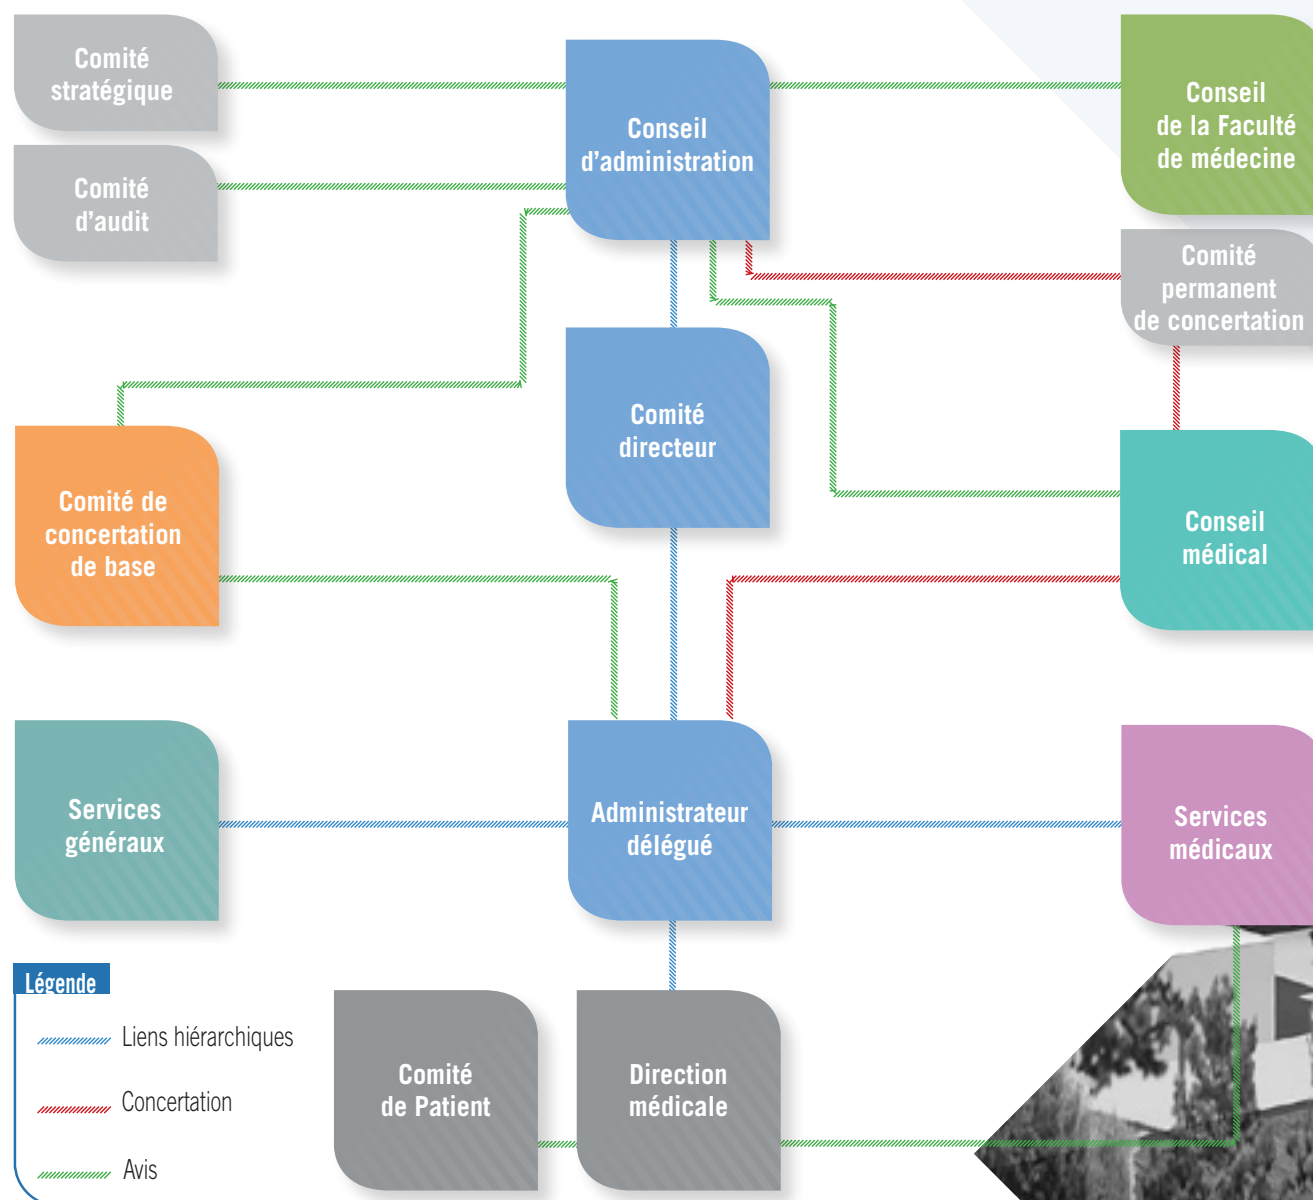 Comité
stratégique
Conseil
d'administration
Conseil
de la Faculté
de médecine
Comité
d'audit
Comité
permanent
de concertation
Comité
directeur
Comité de
concertation
de base
Conseil
médical
Services
généraux
Administrateur
délégué
Services
médicaux
Légende
Liens hiérarchiques
Concertation
Avis
Comité
de Patient
Direction
médicale